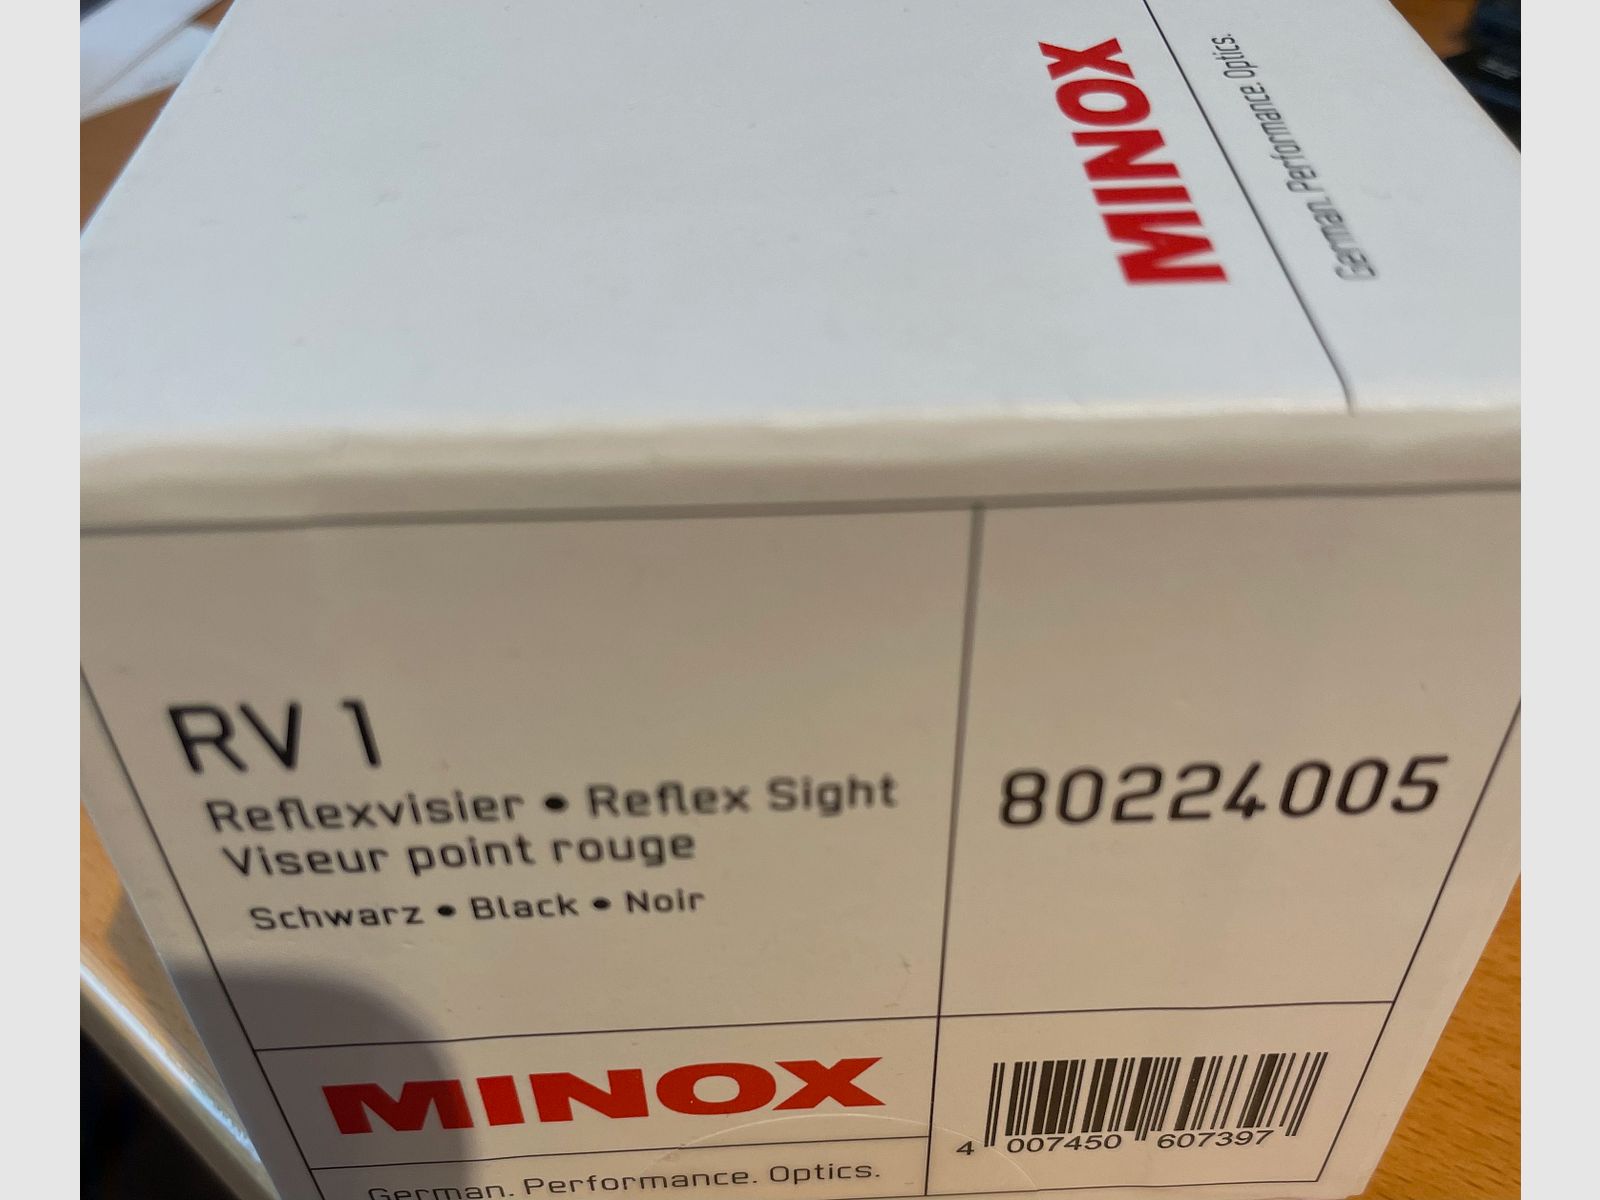 MINOX
German. Performance. Optics.
RV 1
Reflexvisier • Reflex Sight
Viseur point rouge
Schwarz • Black • Noir
80224005
MINOX
German. Performance. Optics.
4 007450 607397